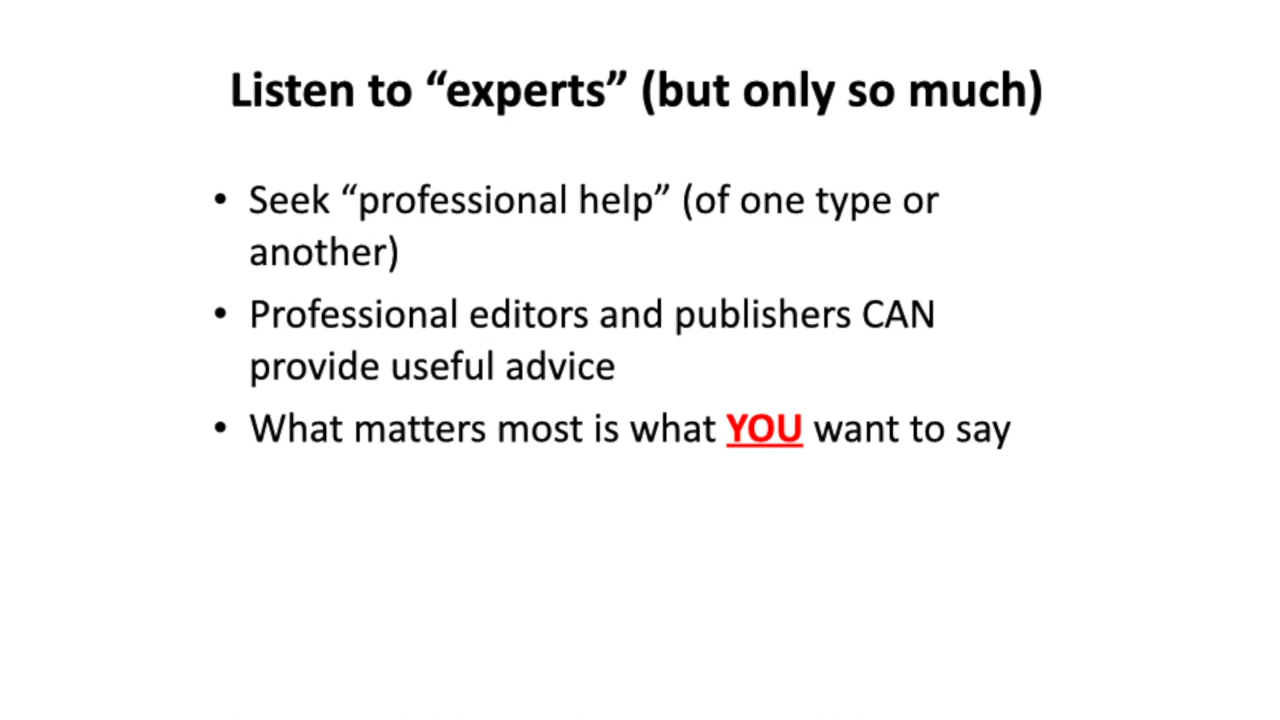 Listen to “experts” (but only so much)
• Seek “professional help” (of one type or
another)
• Professional editors and publishers CAN
provide useful advice
• What matters most is what YOU want to say